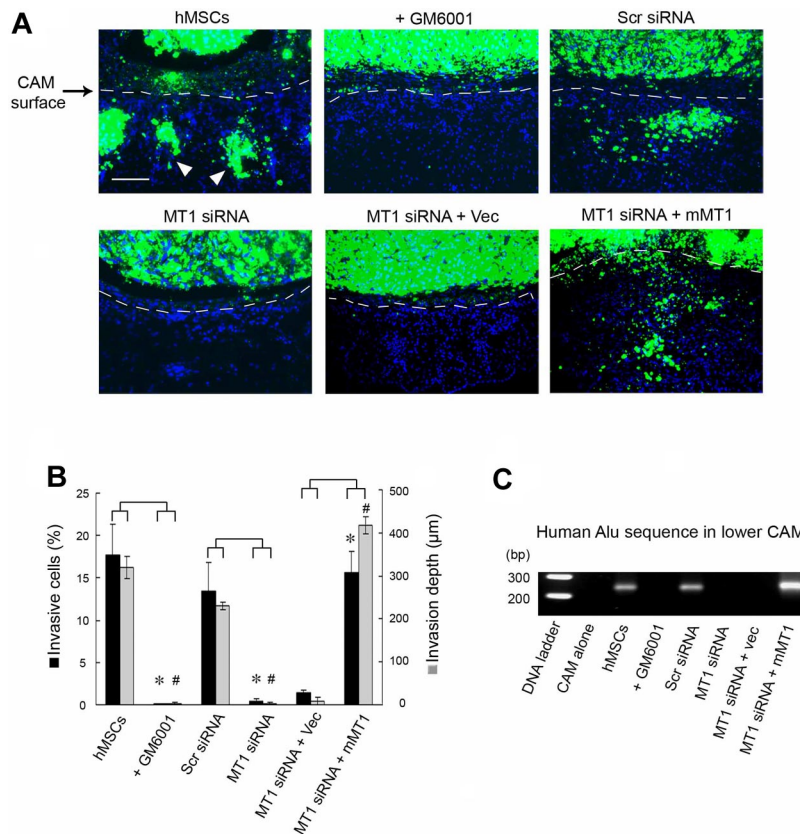 A
hMSCs
+ GM6001
Scr siRNA
CAM
surface
MT1 siRNA
MT1 siRNA + Vec
MT1 siRNA + mMT1
B
25
20
15
10
5
0
Invasive cells (%)
500
400
300
200
100
0
Invasion depth (µm)
* #
* #
* #
hMSCs
+ GM6001
Scr siRNA
MT1 siRNA
MT1 siRNA + Vec
MT1 siRNA + mMT1
C
Human Alu sequence in lower CAM
(bp)
300
200
DNA ladder
CAM alone
hMSCs
+ GM6001
Scr siRNA
MT1 siRNA
MT1 siRNA + vec
MT1 siRNA + mMT1